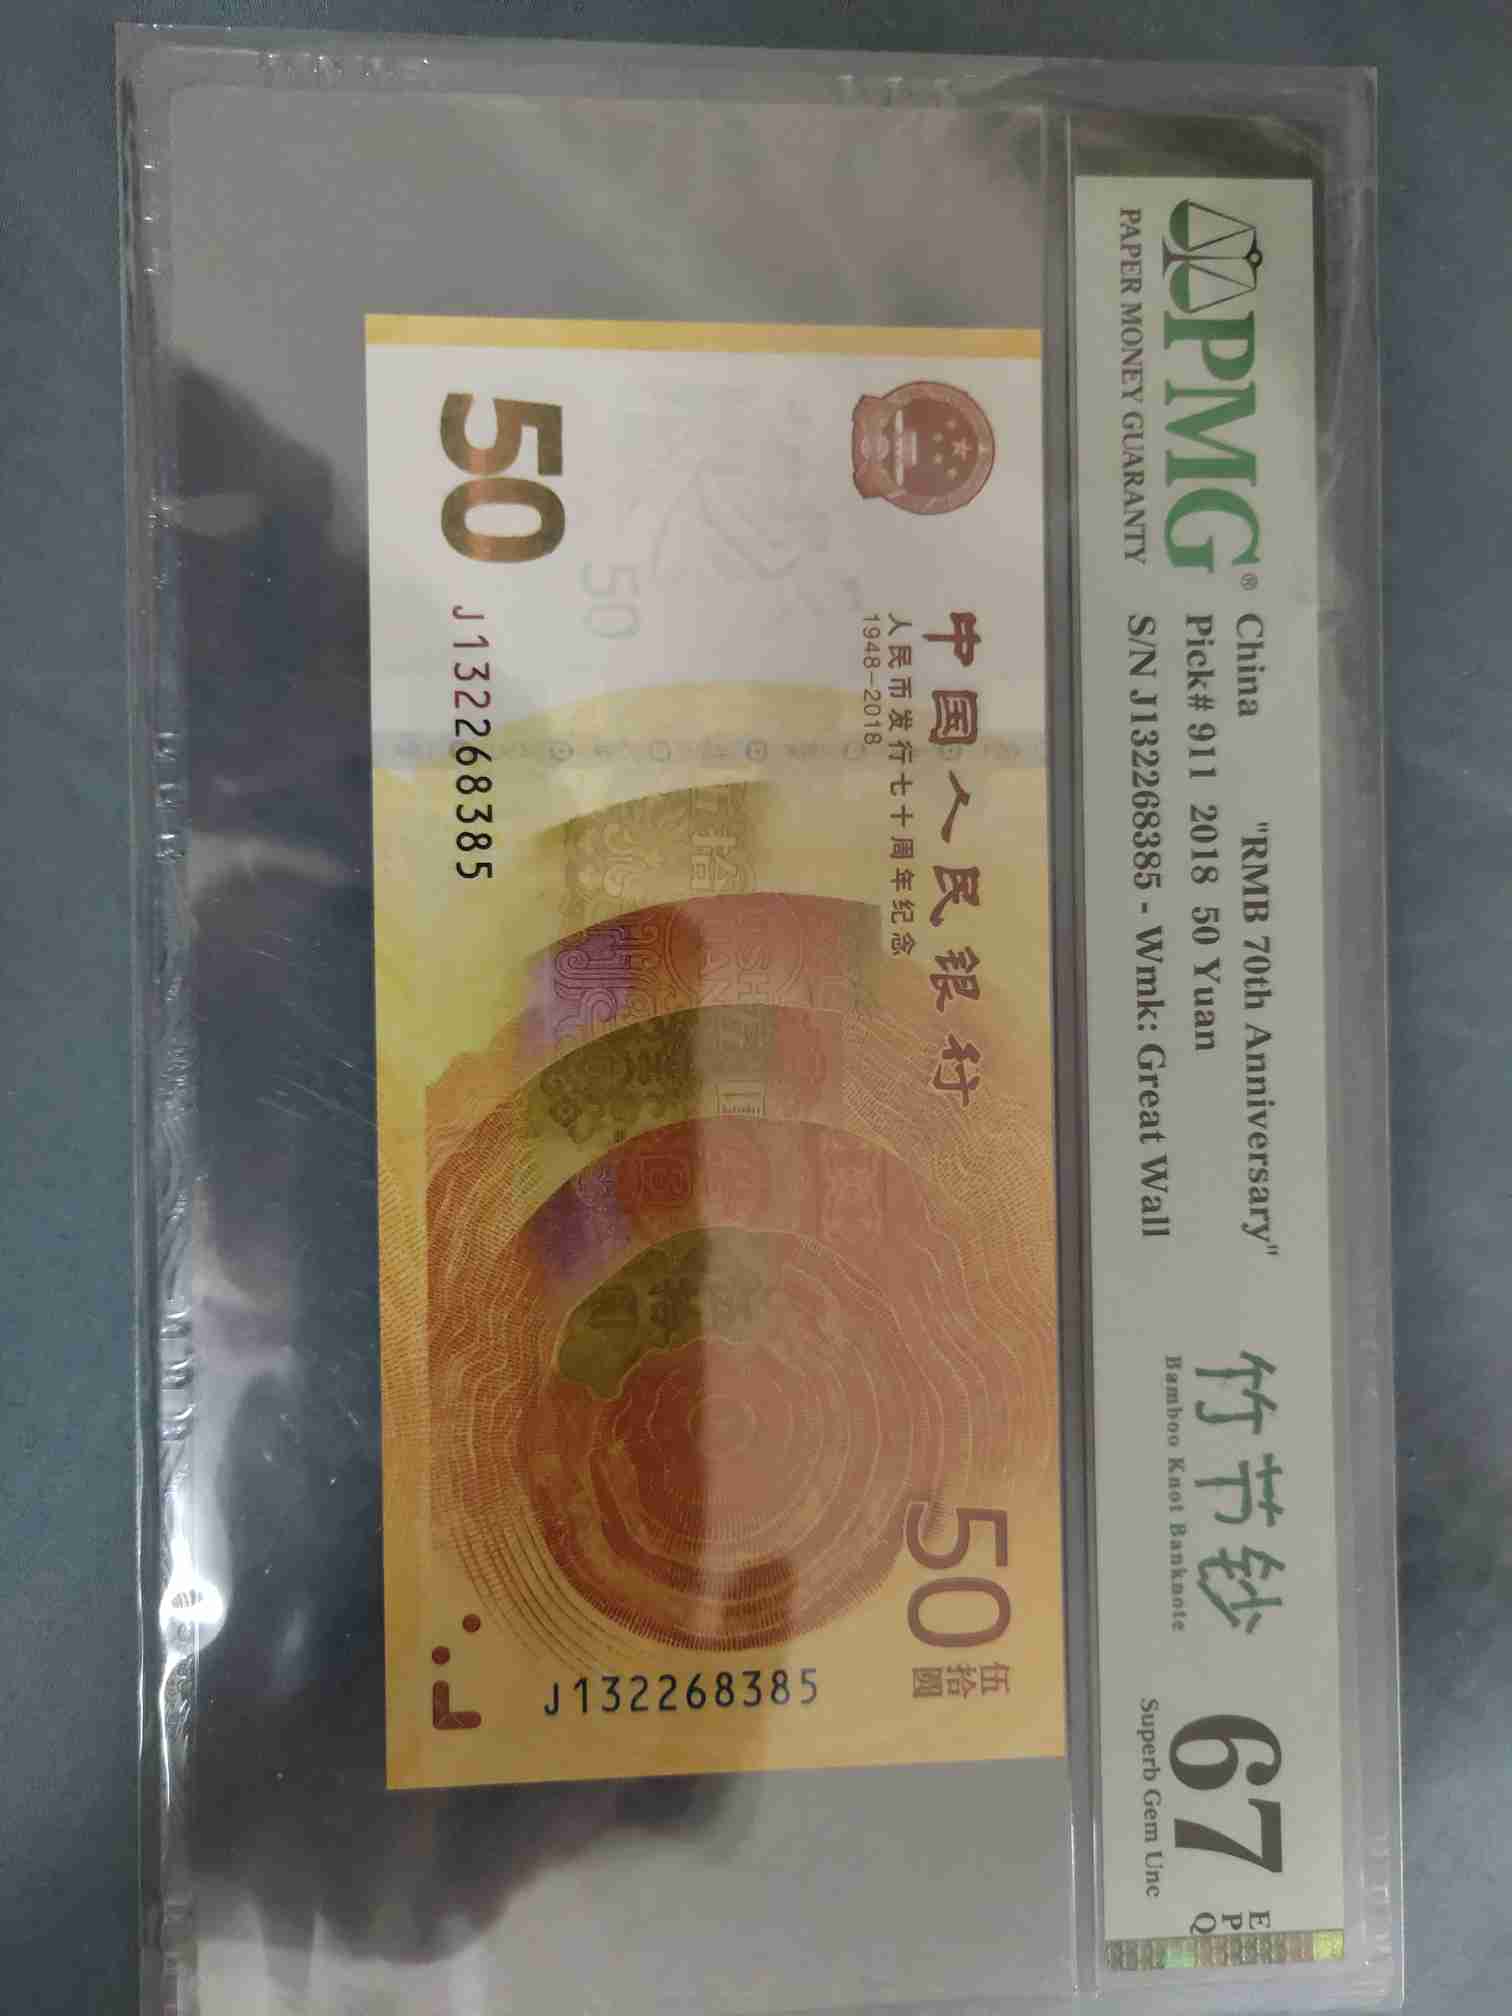 PMG®
PAPER MONEY GUARANTY
China "RMB 70th Anniversary"
Pick# 911 2018 50 Yuan
S/N J132268385 - Wmk: Great Wall
竹节钞
Bamboo Knot Banknote
67
EPQ
Superb Gem Unc
中国人民银行
人民币发行七十周年纪念
1948-2018
50
50
J132268385
50
伍拾圓
J132268385